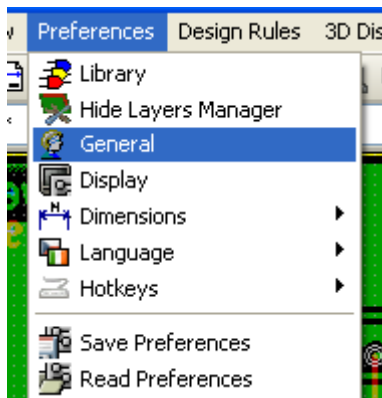 Preferences Design Rules 3D Dis
Library
Hide Layers Manager
General
Display
Dimensions
Language
Hotkeys
Save Preferences
Read Preferences